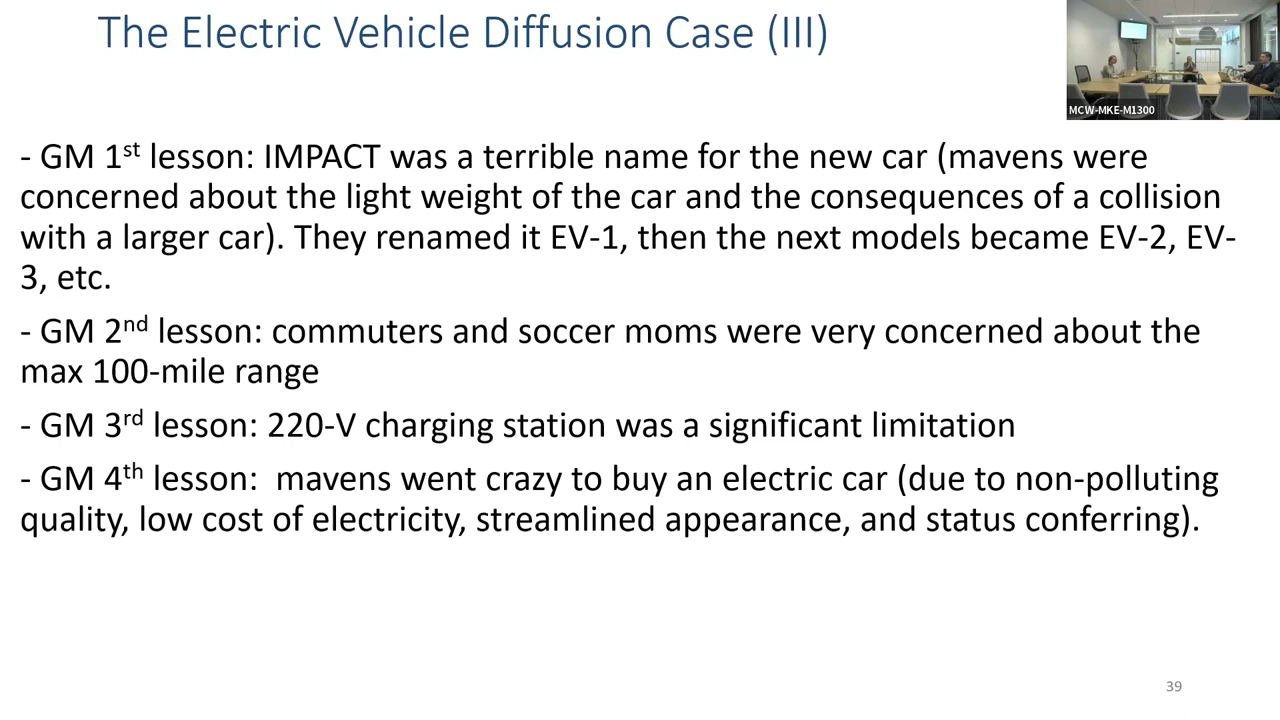 The Electric Vehicle Diffusion Case (III)
MCW-MKE-M1300
- GM 1st lesson: IMPACT was a terrible name for the new car (mavens were
concerned about the light weight of the car and the consequences of a collision
with a larger car). They renamed it EV-1, then the next models became EV-2, EV-
3, etc.
- GM 2nd lesson: commuters and soccer moms were very concerned about the
max 100-mile range
- GM 3rd lesson: 220-V charging station was a significant limitation
- GM 4th lesson:  mavens went crazy to buy an electric car (due to non-polluting
quality, low cost of electricity, streamlined appearance, and status conferring).
39